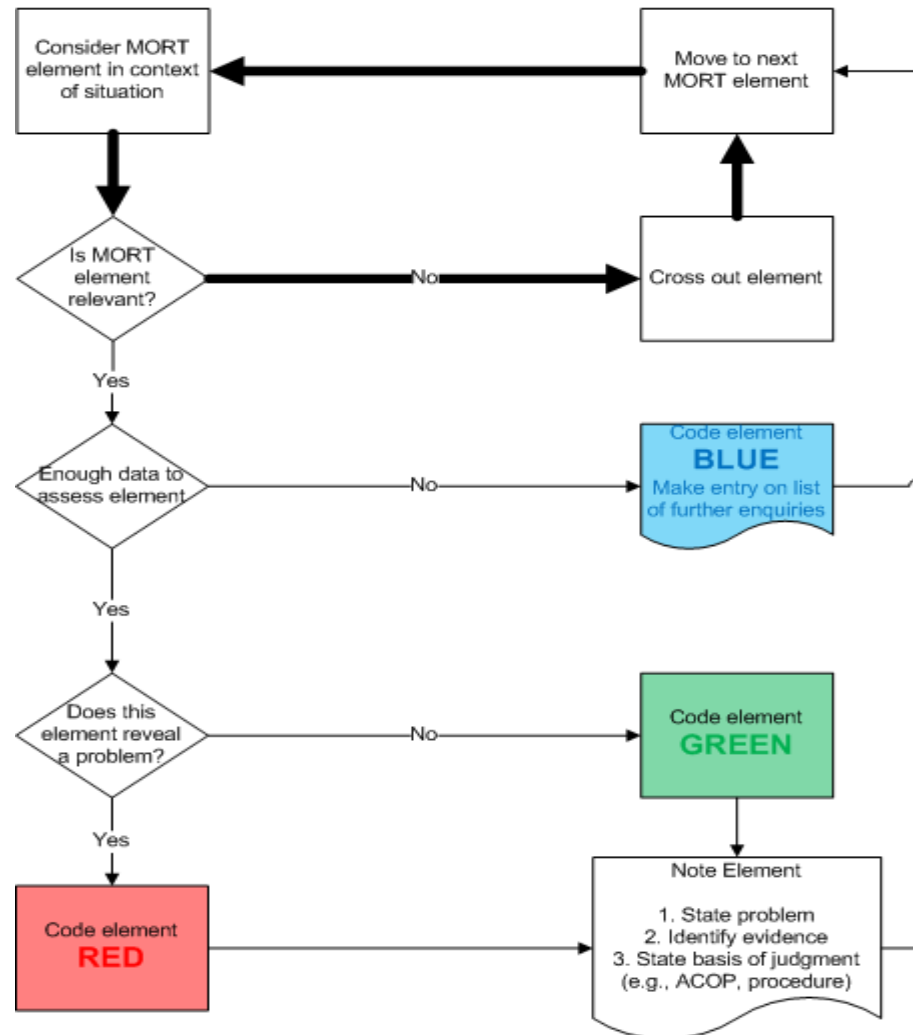 Consider MORT
element in context
of situation
Move to next
MORT element
Is MORT
element
relevant?
No
Cross out element
Yes
Enough data to
assess element
No
Code element
BLUE
Make entry on list
of further enquiries
Yes
Does this
element reveal
a problem?
No
Code element
GREEN
Yes
Code element
RED
Note Element
1. State problem
2. Identify evidence
3. State basis of judgment
(e.g., ACOP, procedure)